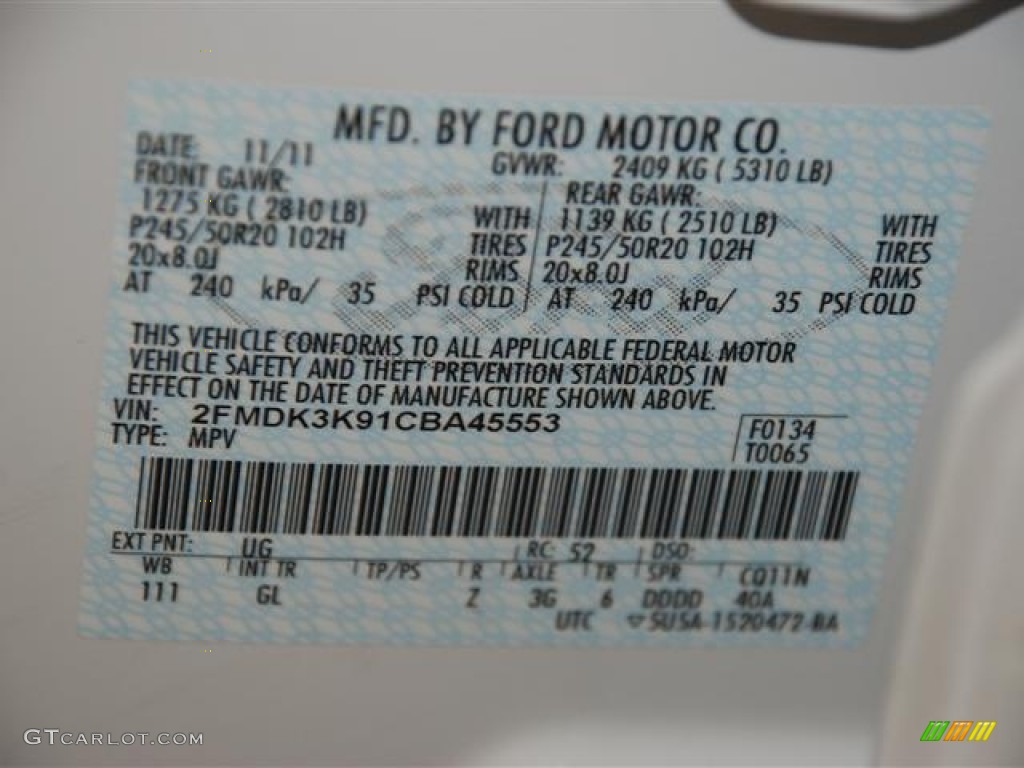 MFD. BY FORD MOTOR CO.
DATE: 11/11 GVWR: 2409 KG ( 5310 LB)
FRONT GAWR: REAR GAWR:
1275 KG ( 2810 LB) WITH 1139 KG ( 2510 LB) WITH
P245/50R20 102H TIRES P245/50R20 102H TIRES
20x8.0J RIMS 20x8.0J RIMS
AT 240 kPa/ 35 PSI COLD AT 240 kPa/ 35 PSI COLD
THIS VEHICLE CONFORMS TO ALL APPLICABLE FEDERAL MOTOR
VEHICLE SAFETY AND THEFT PREVENTION STANDARDS IN
EFFECT ON THE DATE OF MANUFACTURE SHOWN ABOVE.
VIN: 2FMDK3K91CBA45553 F0134
TYPE: MPV T0065
EXT PNT: UG RC: 52 DSO:
WB INT TR TP/PS R AXLE TR SPR CQ11N
111 GL Z 3G 6 DDDD 40A
UTC ▽5USA-1520472-BA
GTCARLOT.COM